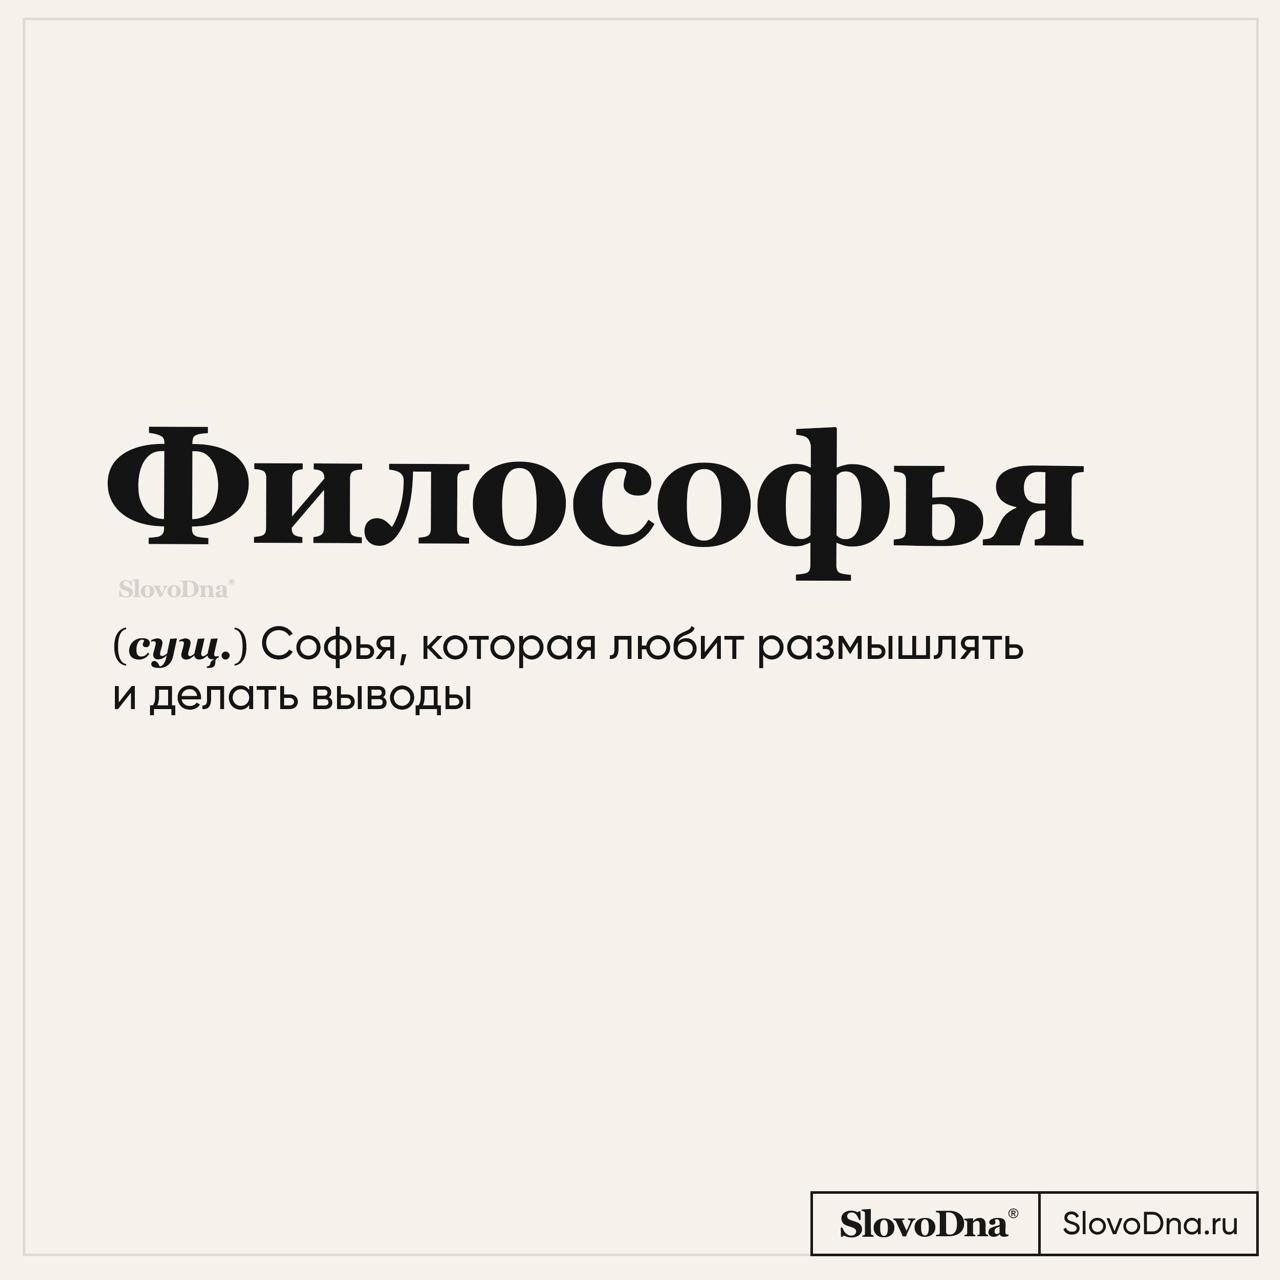 Философья
SlovoDna®
(сущ.) Софья, которая любит размышлять
и делать выводы
SlovoDna® SlovoDna.ru